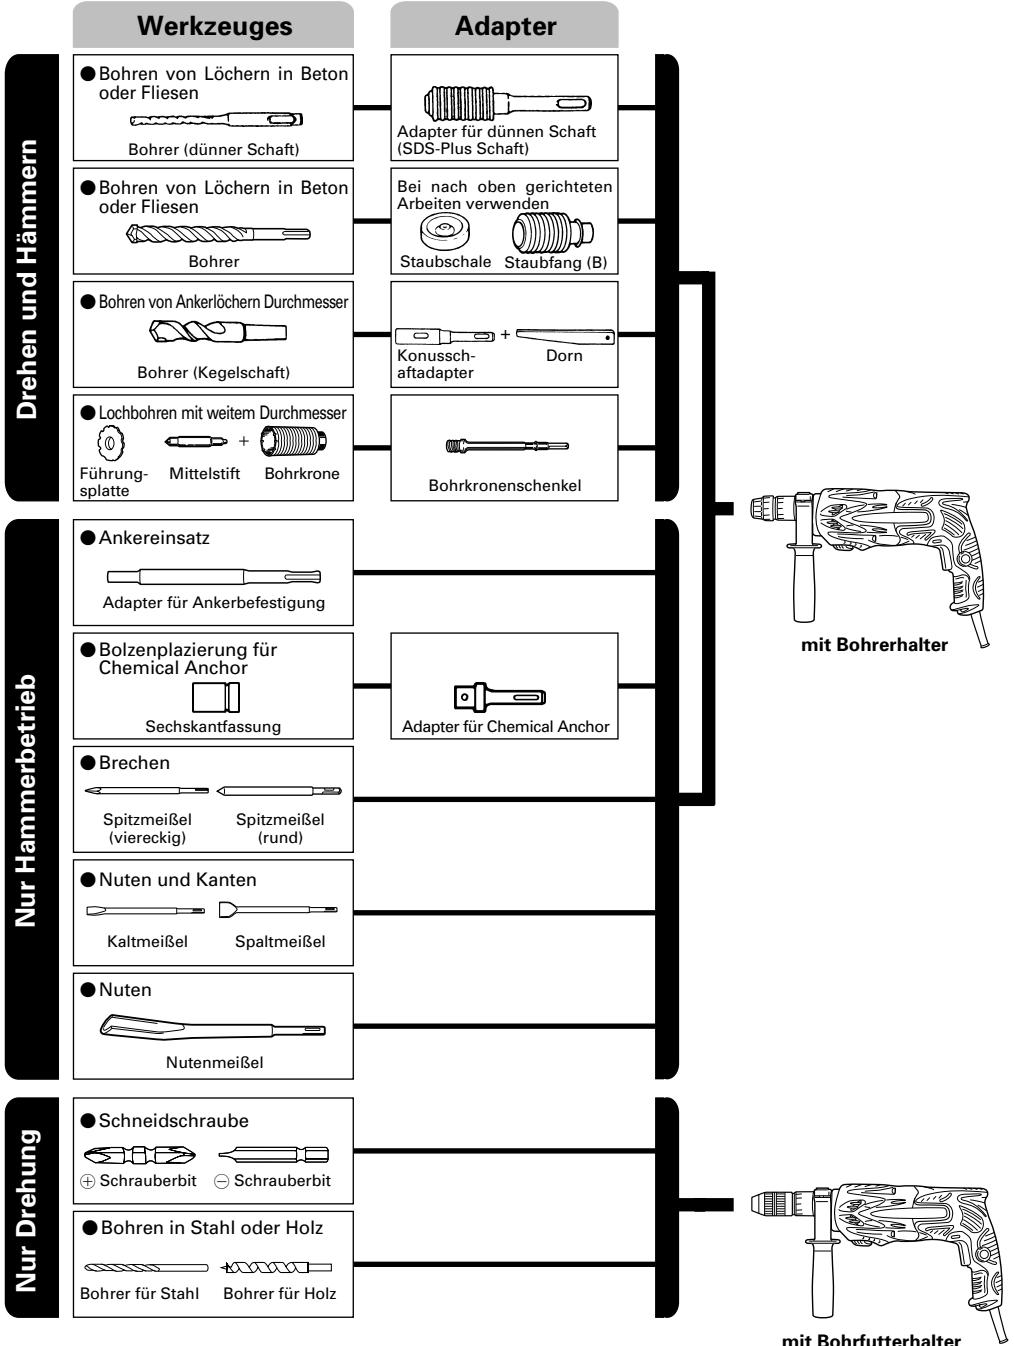 Werkzeuges
Adapter
Drehen und Hämmern
● Bohren von Löchern in Beton
oder Fliesen
Bohrer (dünner Schaft)
Adapter für dünnen Schaft
(SDS-Plus Schaft)
● Bohren von Löchern in Beton
oder Fliesen
Bohrer
Bei nach oben gerichteten
Arbeiten verwenden
Staubschale
Staubfang (B)
● Bohren von Ankerlöchern Durchmesser
Bohrer (Kegelschaft)
+
Konussch-
aftadapter
Dorn
● Lochbohren mit weitem Durchmesser
+
Führung-
splatte
Mittelstift
Bohrkrone
Bohrkronenschenkel
Nur Hammerbetrieb
● Ankereinsatz
Adapter für Ankerbefestigung
● Bolzenplazierung für
Chemical Anchor
Sechskantfassung
Adapter für Chemical Anchor
● Brechen
Spitzmeißel
(viereckig)
Spitzmeißel
(rund)
● Nuten und Kanten
Kaltmeißel
Spaltmeißel
● Nuten
Nutenmeißel
mit Bohrerhalter
Nur Drehung
● Schneidschraube
⊕ Schrauberbit
⊖ Schrauberbit
● Bohren in Stahl oder Holz
Bohrer für Stahl
Bohrer für Holz
mit Bohrfutterhalter